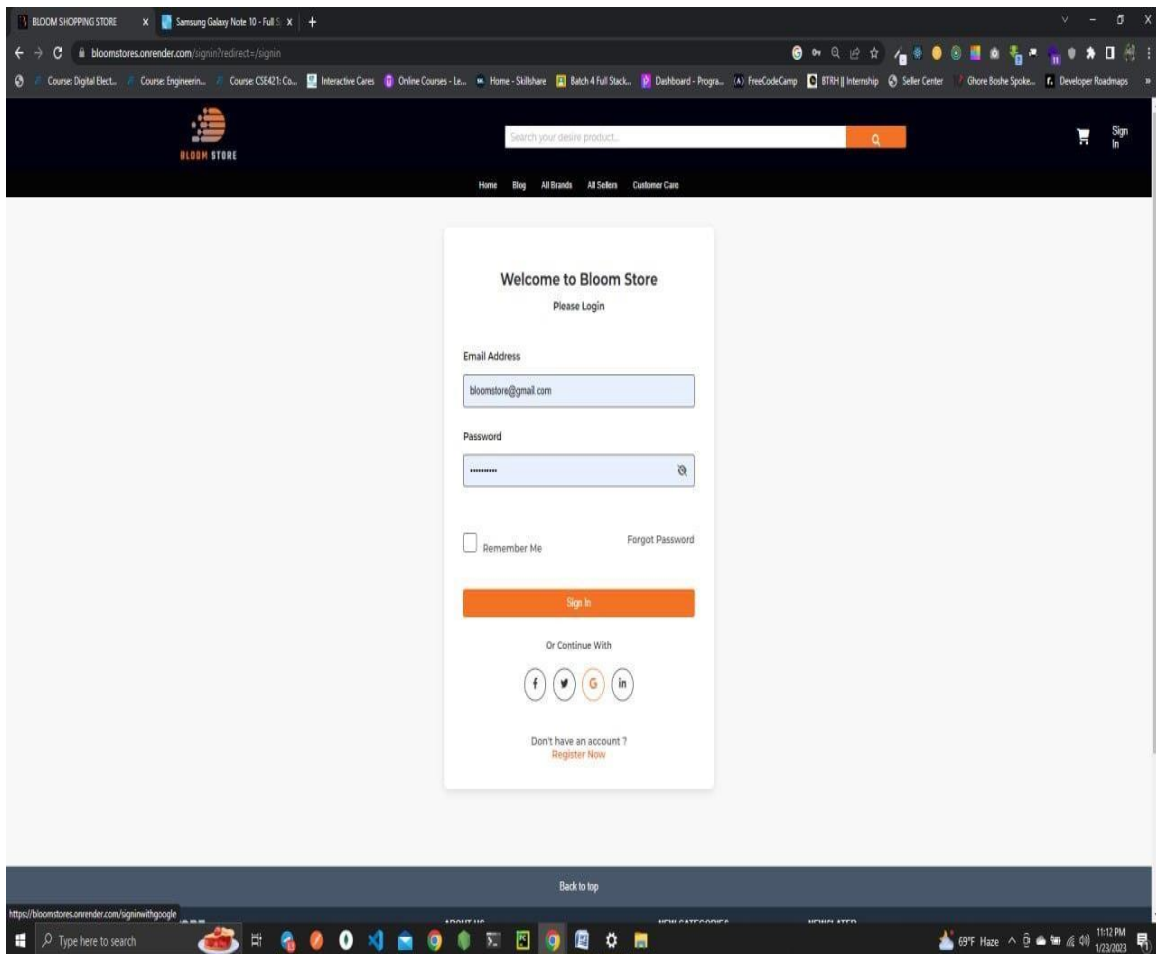 BLOOM SHOPPING STORE
Samsung Galaxy Note 10 - Full S
bloomstores.onrender.com/signin?redirect=/signin
Course: Digital Elect... Course: Engineerin... Course: CSE421: Co... Interactive Cares Online Courses - Le... Home - Skillshare Batch 4 Full Stack... Dashboard - Progra... FreeCodeCamp BTRH || Internship Seller Center Ghore Boshe Spoke... Developer Roadmaps »
BLOOM STORE
Search your desire product...
Sign
In
Home Blog All Brands All Sellers Customer Care
Welcome to Bloom Store
Please Login
Email Address
bloomstore@gmail.com
Password
Remember Me
Forgot Password
Sign In
Or Continue With
f G in
Don't have an account ?
Register Now
Back to top
https://bloomstores.onrender.com/signinwithgoogle
ABOUT US NEW CATEGORIES
Type here to search
69°F Haze
11:12 PM
1/23/2023